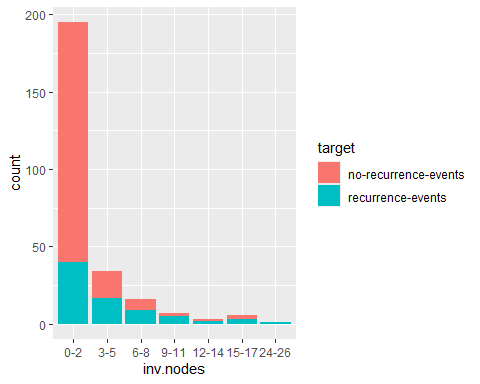 200
150
100
50
0
count
0-2 3-5 6-8 9-11 12-14 15-17 24-26
inv.nodes
target
no-recurrence-events
recurrence-events